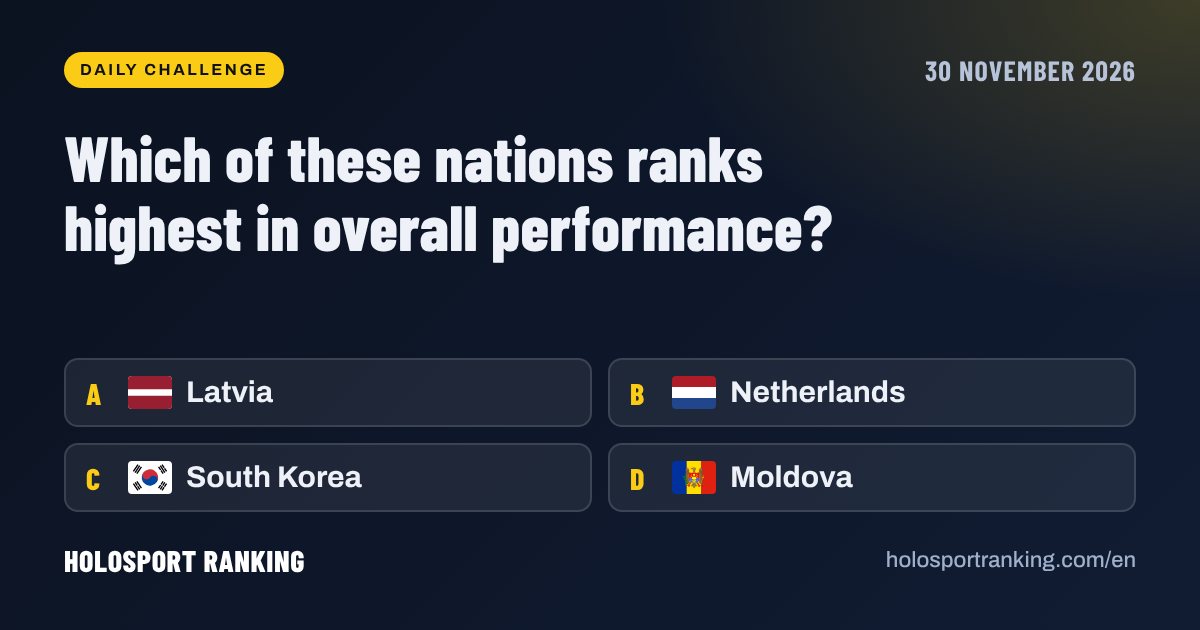 DAILY CHALLENGE
30 NOVEMBER 2026
Which of these nations ranks
highest in overall performance?
A Latvia
B Netherlands
C South Korea
D Moldova
HOLOSPORT RANKING
holosportranking.com/en